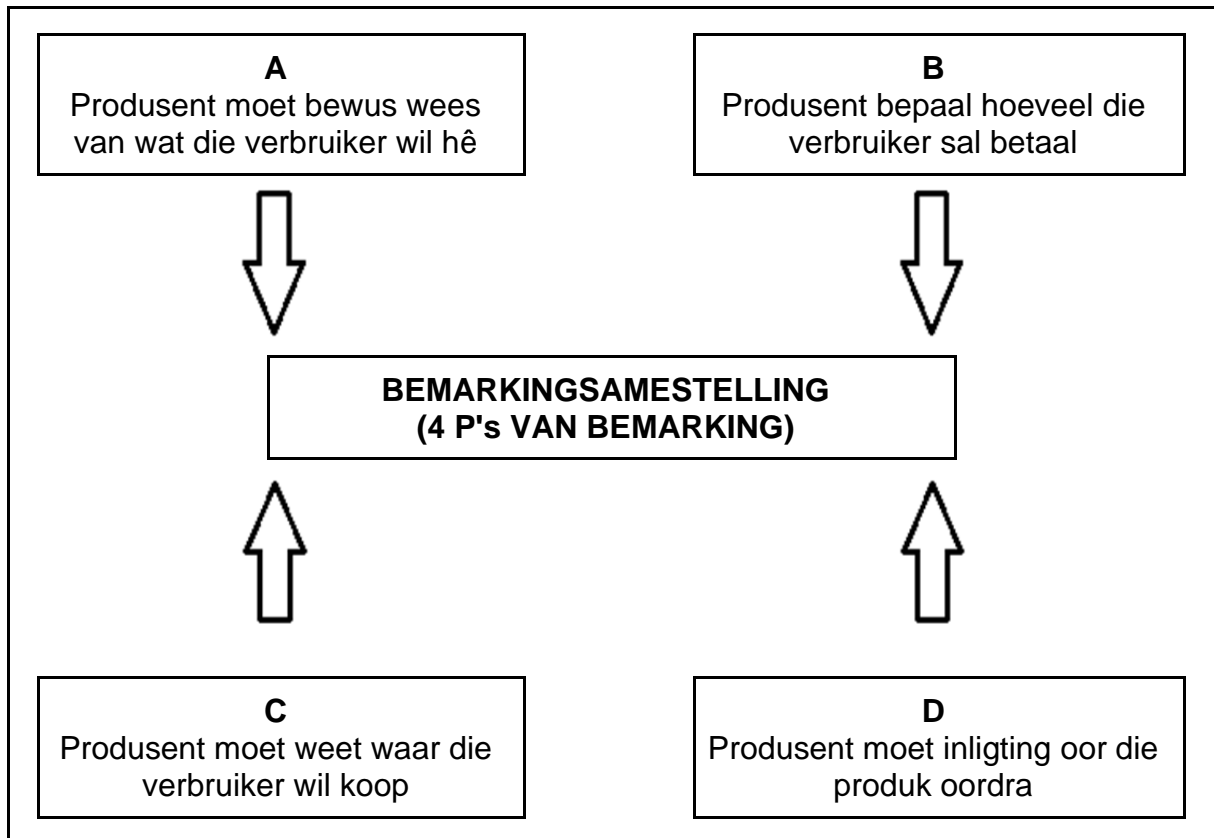 A
Produsent moet bewus wees
van wat die verbruiker wil hê
B
Produsent bepaal hoeveel die
verbruiker sal betaal
BEMARKINGSAMESTELLING
(4 P's VAN BEMARKING)
C
Produsent moet weet waar die
verbruiker wil koop
D
Produsent moet inligting oor die
produk oordra